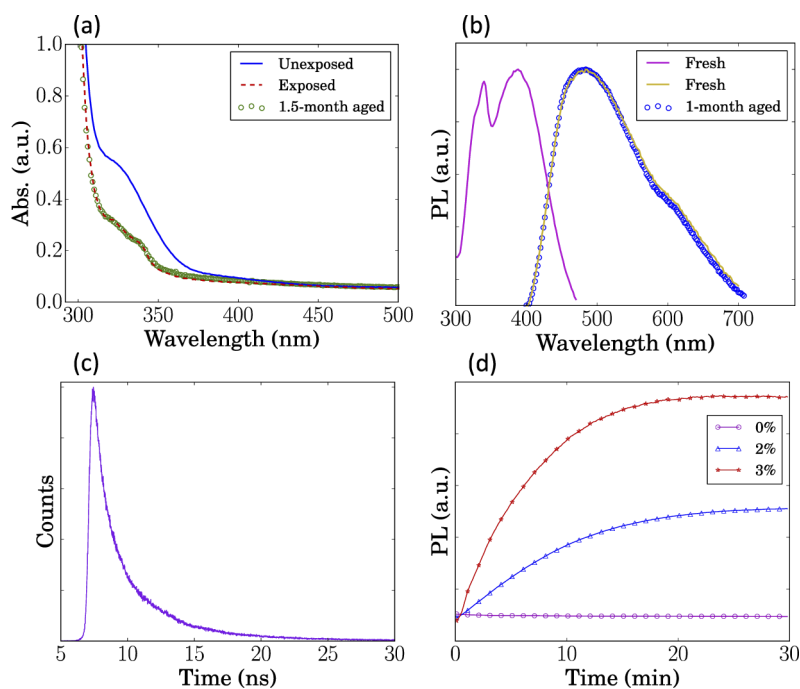 (a)
Abs. (a.u.)
1.0
0.8
0.6
0.4
0.2
0.0
Unexposed
Exposed
1.5-month aged
300 350 400 450 500
Wavelength (nm)
(b)
PL (a.u.)
Fresh
Fresh
1-month aged
300 400 500 600 700
Wavelength (nm)
(c)
Counts
5 10 15 20 25 30
Time (ns)
(d)
PL (a.u.)
0%
2%
3%
0 10 20 30
Time (min)